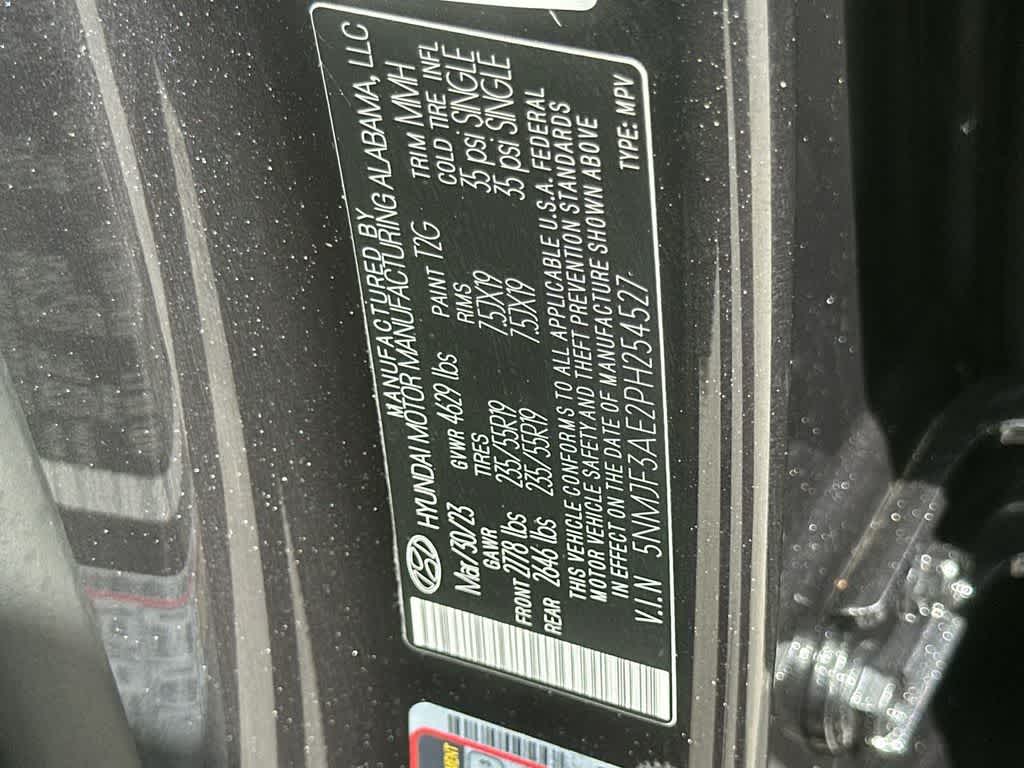 MANUFACTURED BY
HYUNDAI MOTOR MANUFACTURING ALABAMA, LLC
Mar/30/23 GVWR 4629 lbs PAINT T2G TRIM MMH
GAWR TIRES RIMS COLD TIRE INFL
FRONT 2778 lbs 235/55R19 7.5JX19 35 psi SINGLE
REAR 2646 lbs 235/55R19 7.5JX19 35 psi SINGLE
THIS VEHICLE CONFORMS TO ALL APPLICABLE U.S.A. FEDERAL
MOTOR VEHICLE SAFETY AND THEFT PREVENTION STANDARDS
IN EFFECT ON THE DATE OF MANUFACTURE SHOWN ABOVE
V.I.N 5NMJF3AE2PH254527 TYPE: MPV